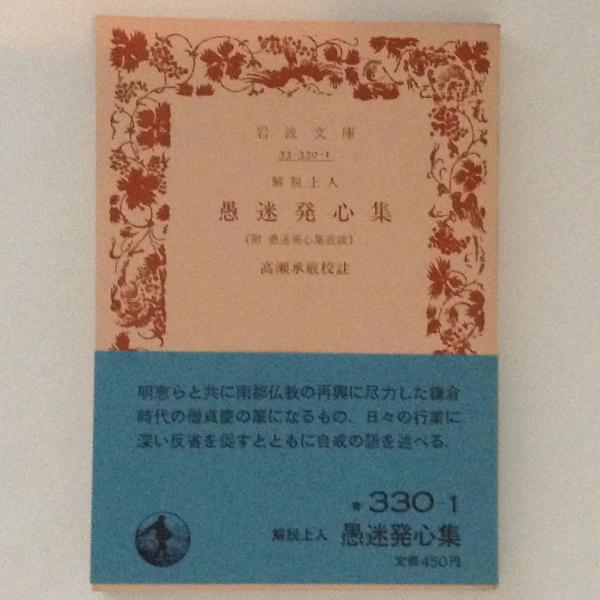 岩波文庫
33-330-1
解脱上人
愚迷発心集
(附 愚迷発心集直談)
高瀬承厳校註
明恵らと共に南都仏教の再興に尽力した鎌倉
時代の僧貞慶の筆になるもの、日々の行業に
深い反省を促すとともに自戒の語を述べる.
青 330-1
解脱上人 愚迷発心集
定価450円